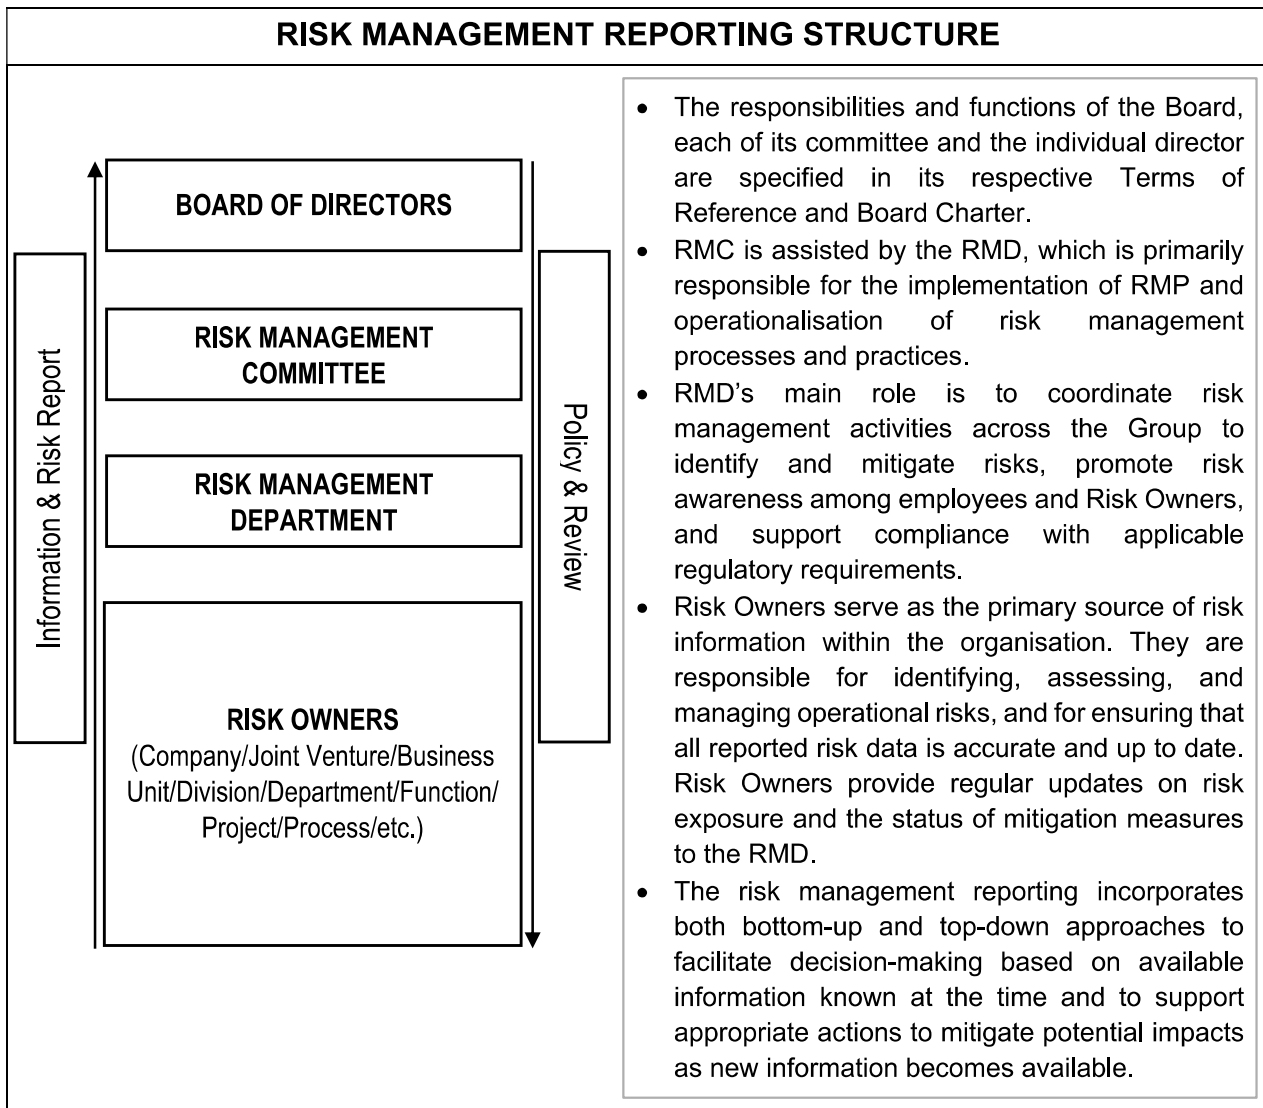 RISK MANAGEMENT REPORTING STRUCTURE
Information & Risk Report
BOARD OF DIRECTORS
RISK MANAGEMENT
COMMITTEE
RISK MANAGEMENT
DEPARTMENT
RISK OWNERS
(Company/Joint Venture/Business
Unit/Division/Department/Function/
Project/Process/etc.)
Policy & Review
• The responsibilities and functions of the Board,
each of its committee and the individual director
are specified in its respective Terms of
Reference and Board Charter.
• RMC is assisted by the RMD, which is primarily
responsible for the implementation of RMP and
operationalisation of risk management
processes and practices.
• RMD’s main role is to coordinate risk
management activities across the Group to
identify and mitigate risks, promote risk
awareness among employees and Risk Owners,
and support compliance with applicable
regulatory requirements.
• Risk Owners serve as the primary source of risk
information within the organisation. They are
responsible for identifying, assessing, and
managing operational risks, and for ensuring that
all reported risk data is accurate and up to date.
Risk Owners provide regular updates on risk
exposure and the status of mitigation measures
to the RMD.
• The risk management reporting incorporates
both bottom-up and top-down approaches to
facilitate decision-making based on available
information known at the time and to support
appropriate actions to mitigate potential impacts
as new information becomes available.